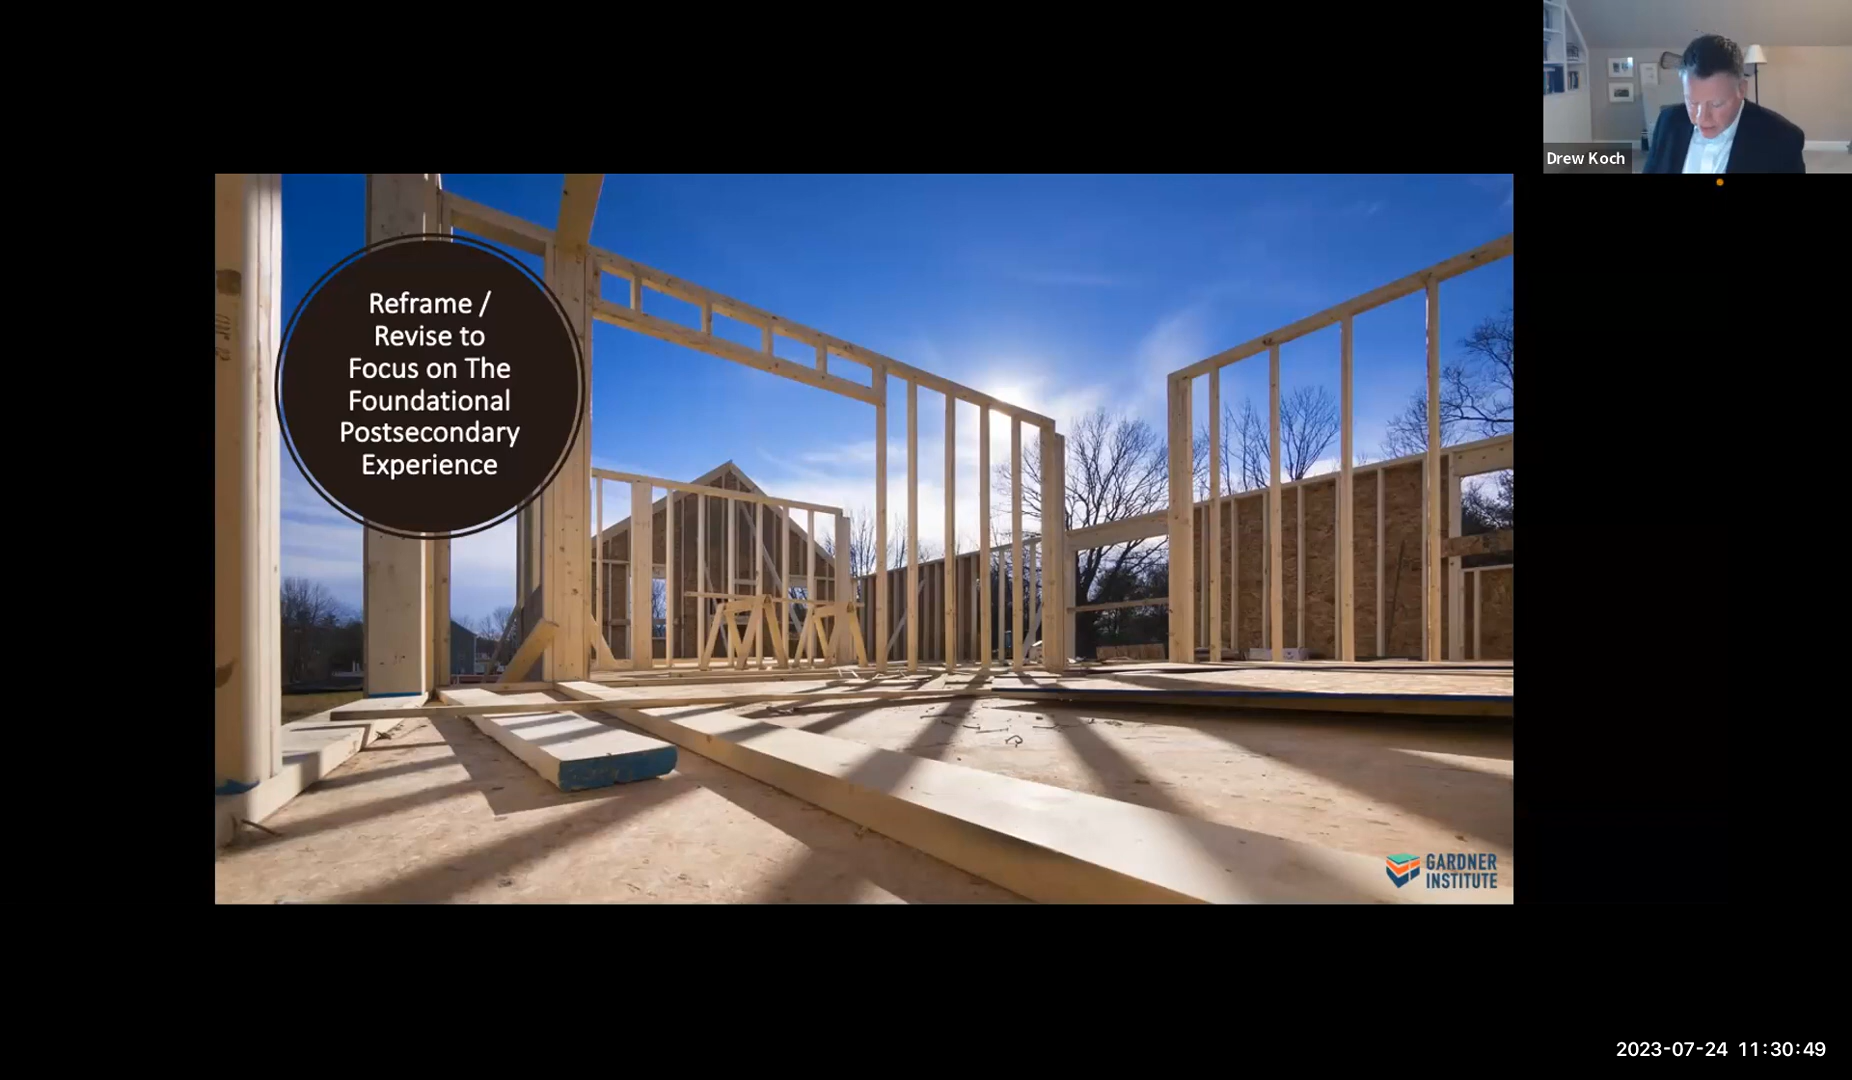 Drew Koch
Reframe /
Revise to
Focus on The
Foundational
Postsecondary
Experience
GARDNER
INSTITUTE
2023-07-24 11:30:49